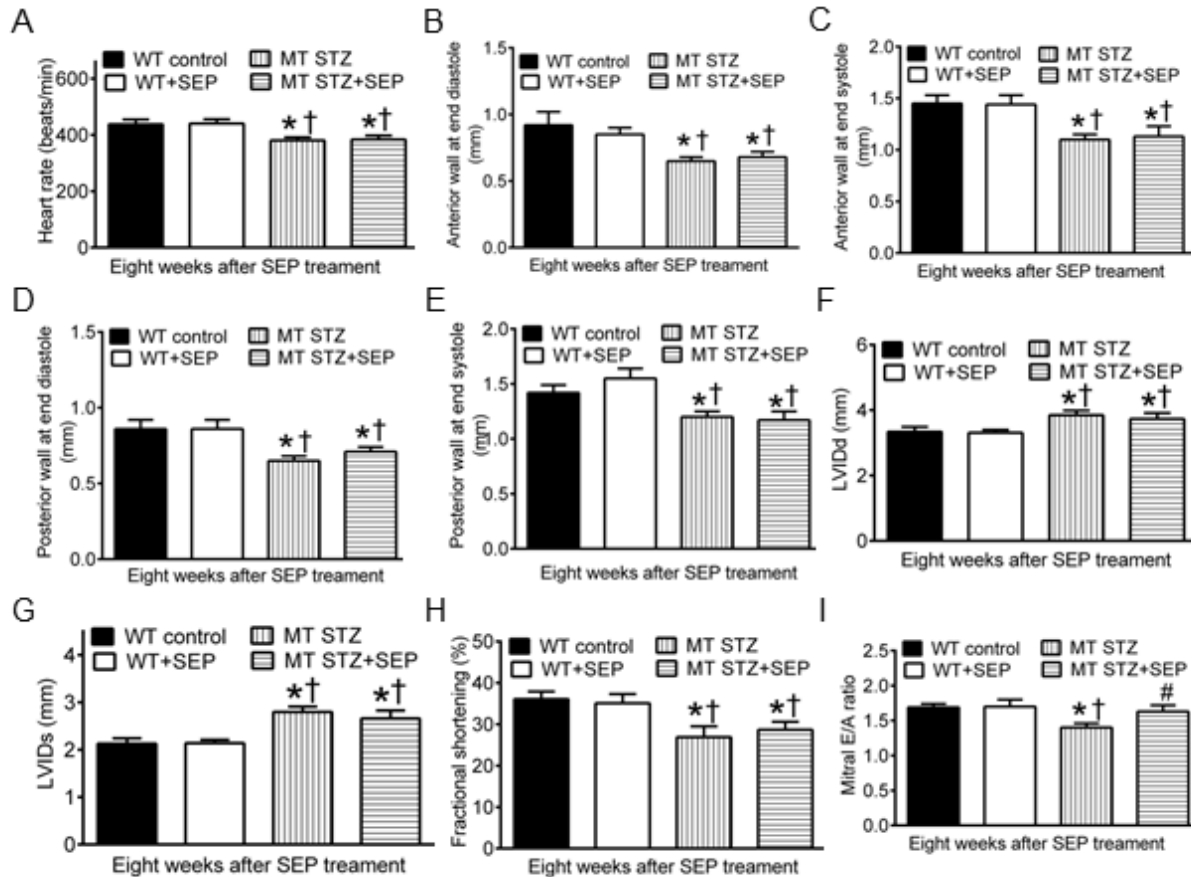 A
WT control
MT STZ
WT+SEP
MT STZ+SEP
Heart rate (beats/min)
600
400
200
0
* †
* †
Eight weeks after SEP treament
B
WT control
MT STZ
WT+SEP
MT STZ+SEP
Anterior wall at end diastole
(mm)
1.5
1.0
0.5
0.0
* †
* †
Eight weeks after SEP treament
C
WT control
MT STZ
WT+SEP
MT STZ+SEP
Anterior wall at end systole
(mm)
2.0
1.5
1.0
0.5
0.0
* †
* †
Eight weeks after SEP treament
D
WT control
MT STZ
WT+SEP
MT STZ+SEP
Posterior wall at end diastole
(mm)
1.5
1.0
0.5
0.0
* †
* †
Eight weeks after SEP treament
E
WT control
MT STZ
WT+SEP
MT STZ+SEP
Posterior wall at end systole
(mm)
2.0
1.5
1.0
0.5
0.0
* †
* †
Eight weeks after SEP treament
F
WT control
MT STZ
WT+SEP
MT STZ+SEP
LVIDd (mm)
6
4
2
0
* †
* †
Eight weeks after SEP treament
G
WT control
MT STZ
WT+SEP
MT STZ+SEP
LVIDs (mm)
4
3
2
1
0
* †
* †
Eight weeks after SEP treament
H
WT control
MT STZ
WT+SEP
MT STZ+SEP
Fractional shortening (%)
50
40
30
20
10
0
* †
* †
Eight weeks after SEP treament
I
WT control
MT STZ
WT+SEP
MT STZ+SEP
Mitral E/A ratio
2.5
2.0
1.5
1.0
0.5
0.0
* †
#
Eight weeks after SEP treament